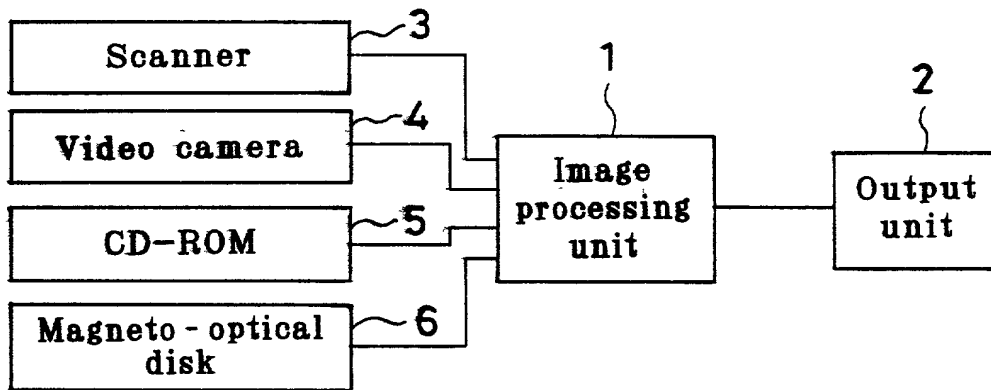 3
Scanner
4
Video camera
5
CD-ROM
6
Magneto-optical
disk
1
Image
processing
unit
2
Output
unit